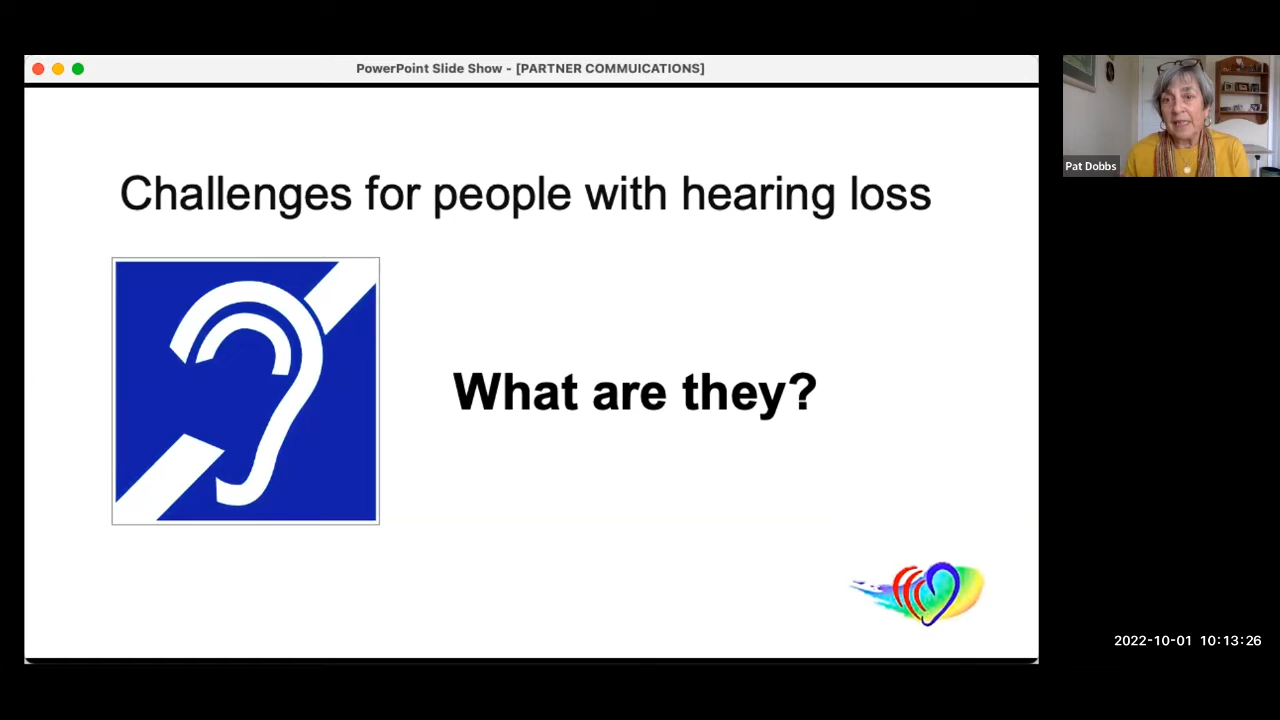 PowerPoint Slide Show - [PARTNER COMMUICATIONS]
Challenges for people with hearing loss
What are they?
Pat Dobbs
2022-10-01 10:13:26